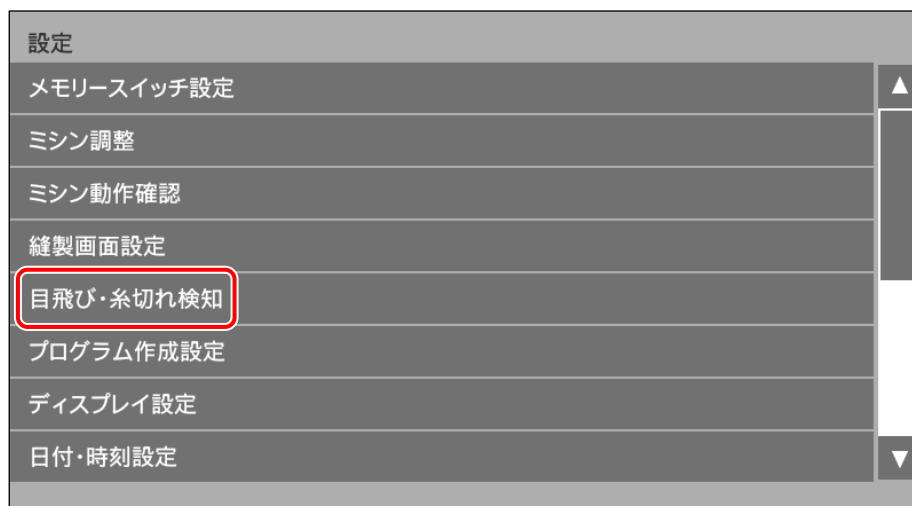 設定
メモリースイッチ設定
ミシン調整
ミシン動作確認
縫製画面設定
目飛び・糸切れ検知
プログラム作成設定
ディスプレイ設定
日付・時刻設定